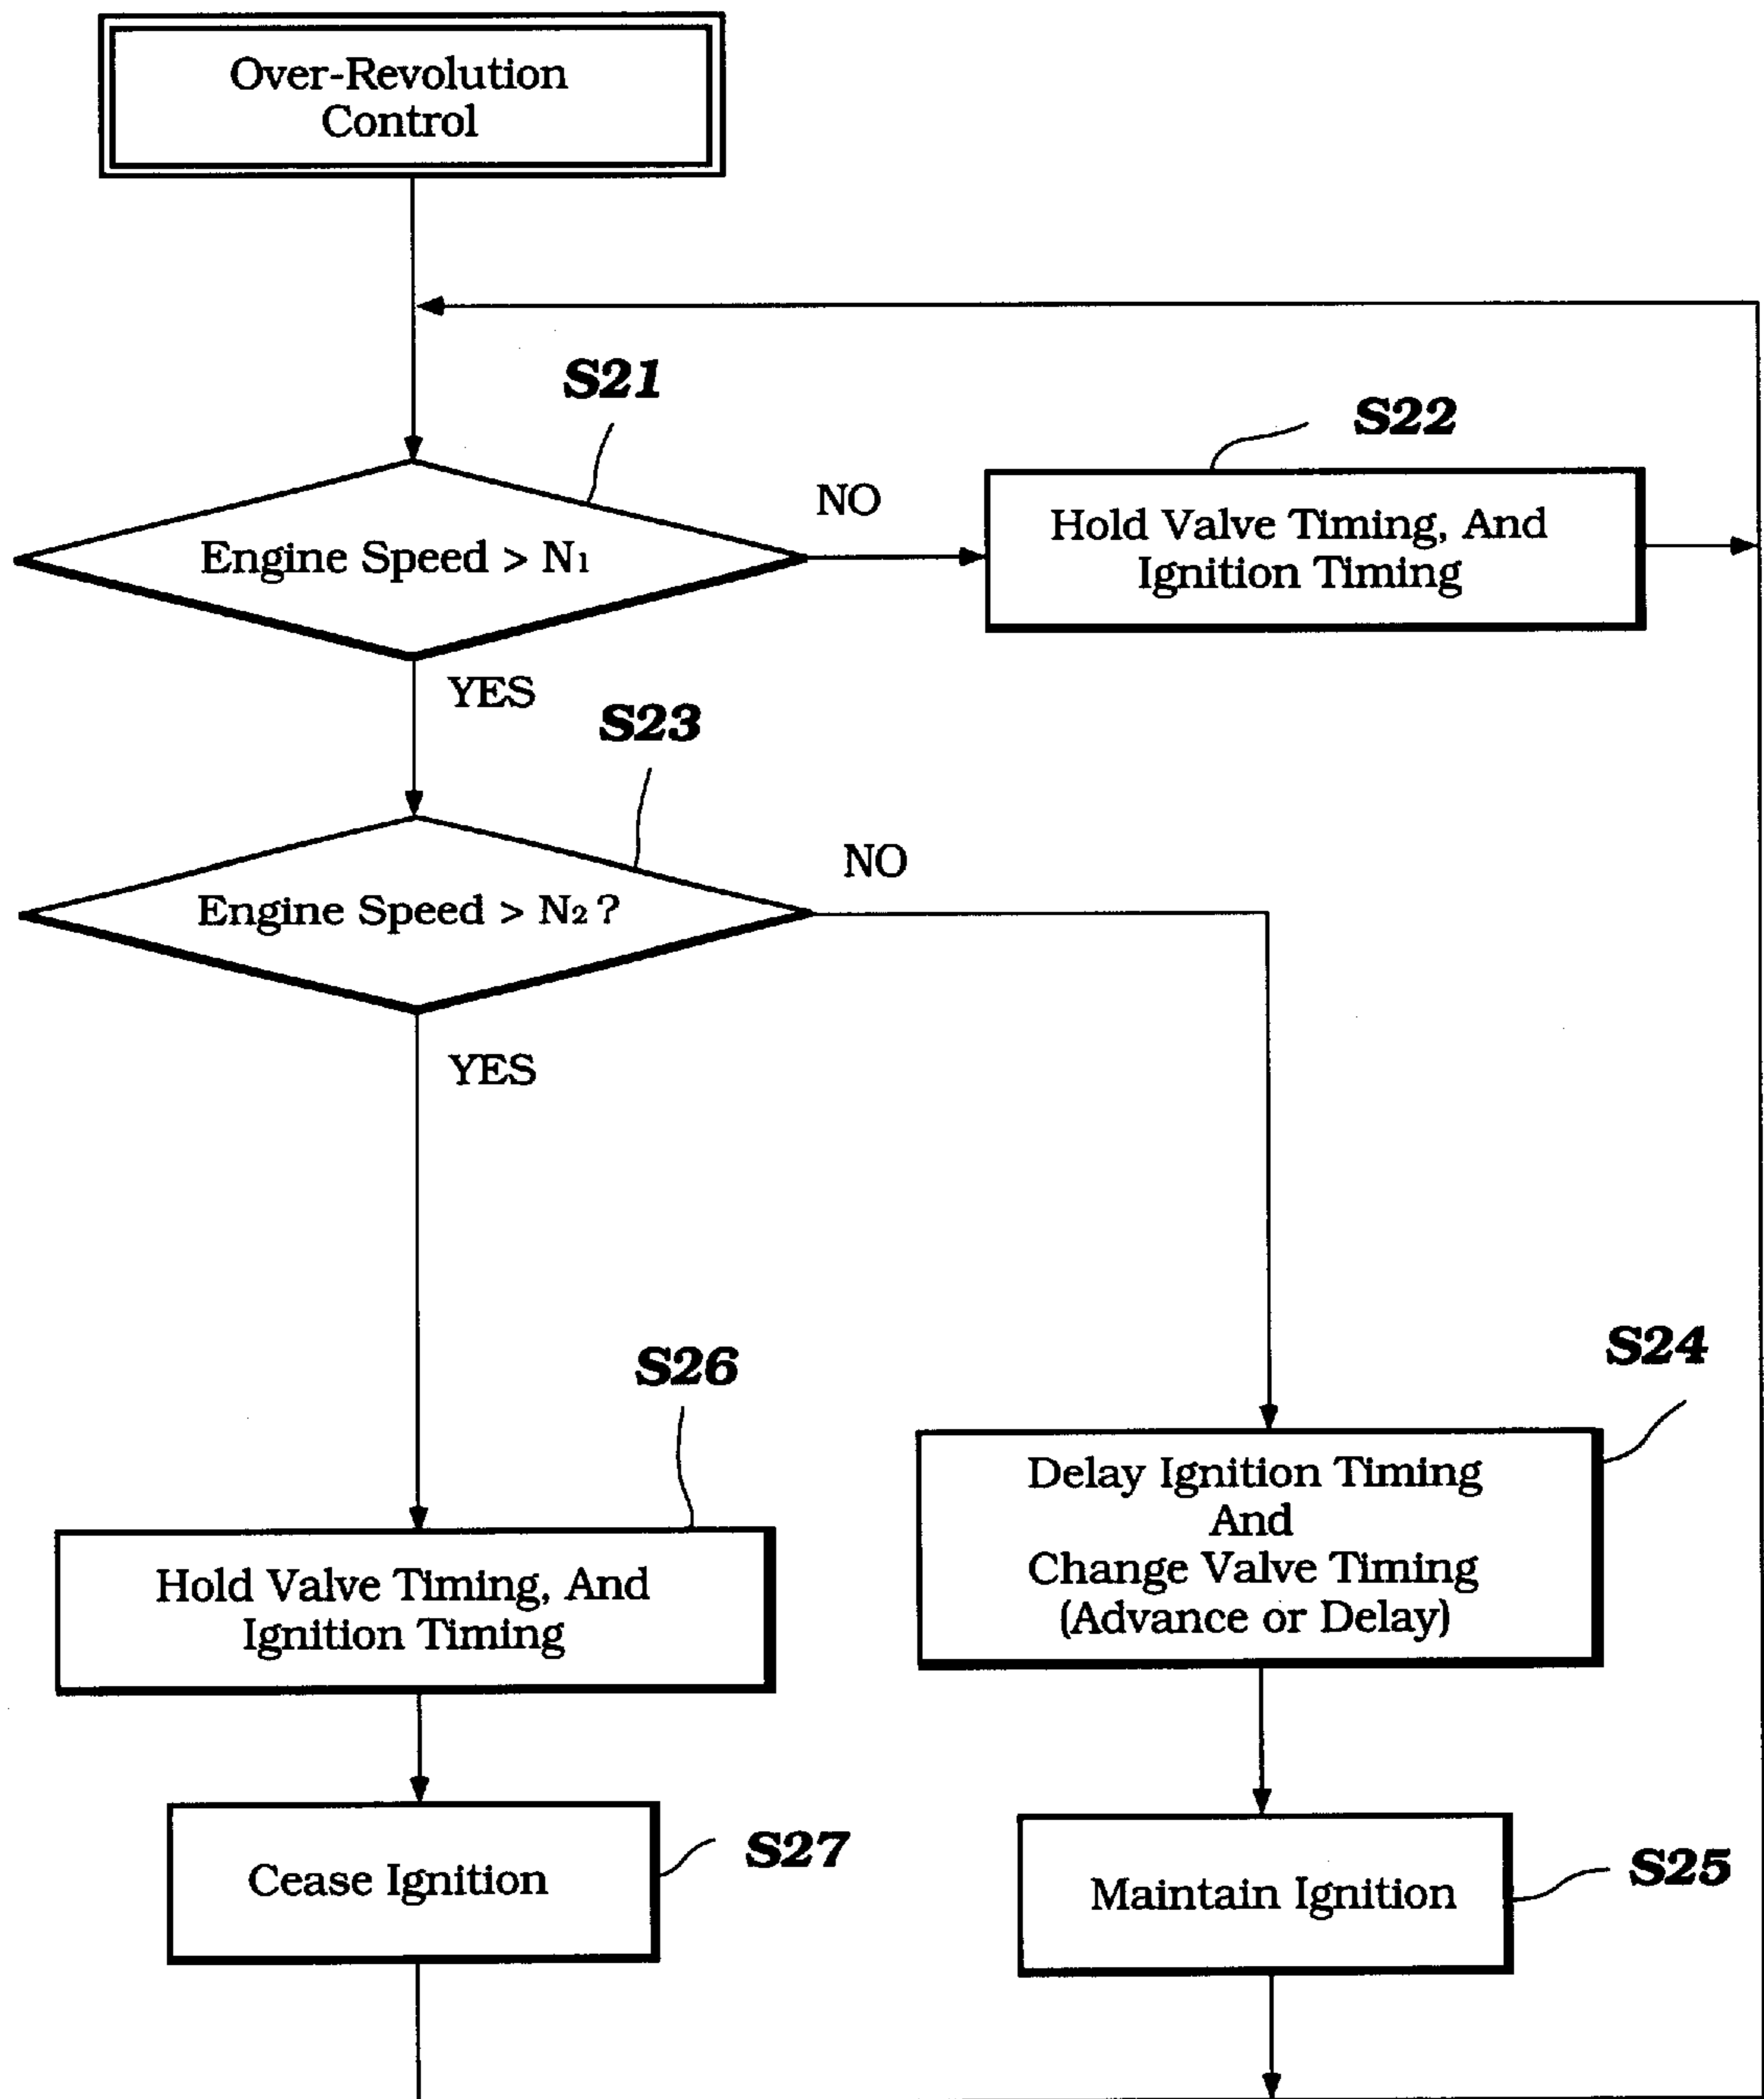 Over-Revolution
Control
S21
S22
NO
Engine Speed > N1
Hold Valve Timing, And
Ignition Timing
YES
S23
NO
Engine Speed > N2 ?
YES
S26
S24
Delay Ignition Timing
And
Change Valve Timing
(Advance or Delay)
Hold Valve Timing, And
Ignition Timing
Cease Ignition
S27
Maintain Ignition
S25